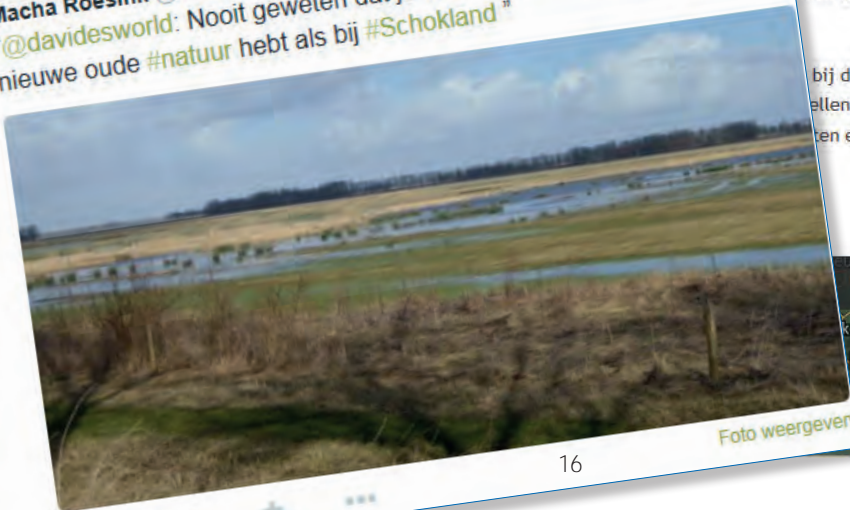 Macha Roesink
@davidesworld: Nooit geweten dat
nieuwe oude #natuur hebt als bij #Schokland "
bij d
ellen
ten e
Foto weergeven
16